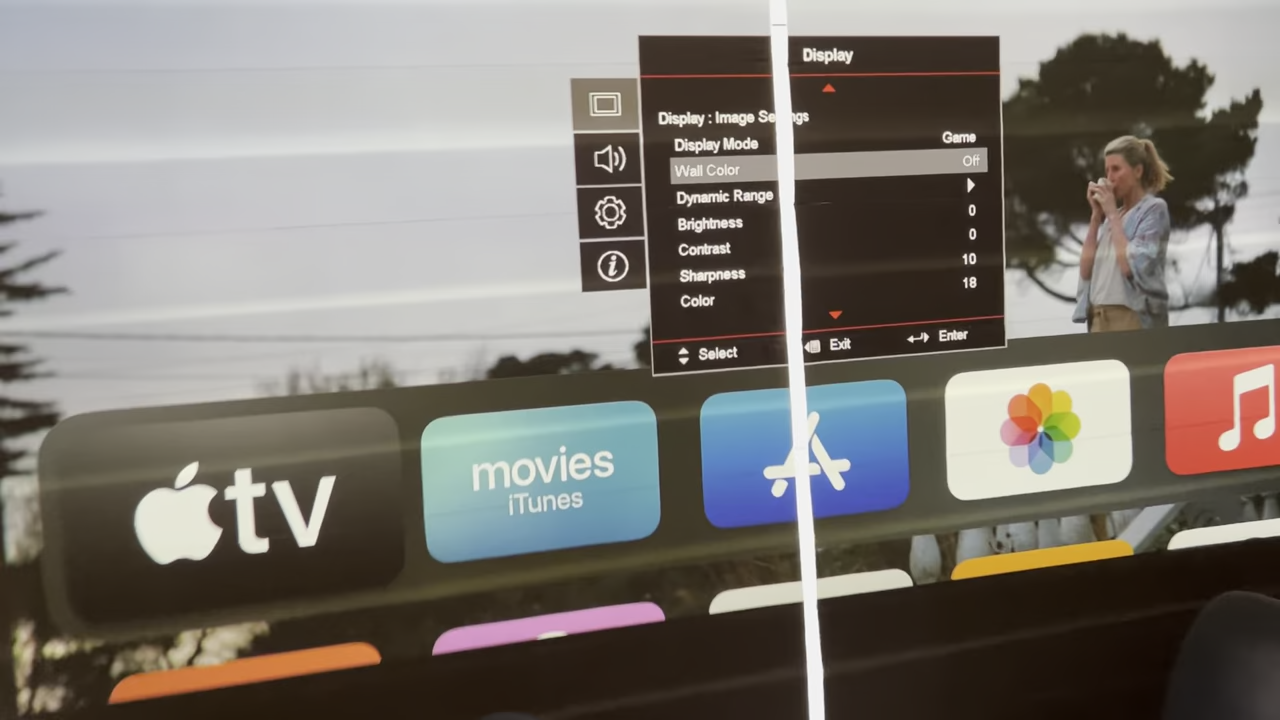 Display
Display : Image Settings
Display Mode Game
Wall Color Off
Dynamic Range
Brightness 0
Contrast 0
Sharpness 10
Color 18
Select Exit Enter
tv
movies
iTunes